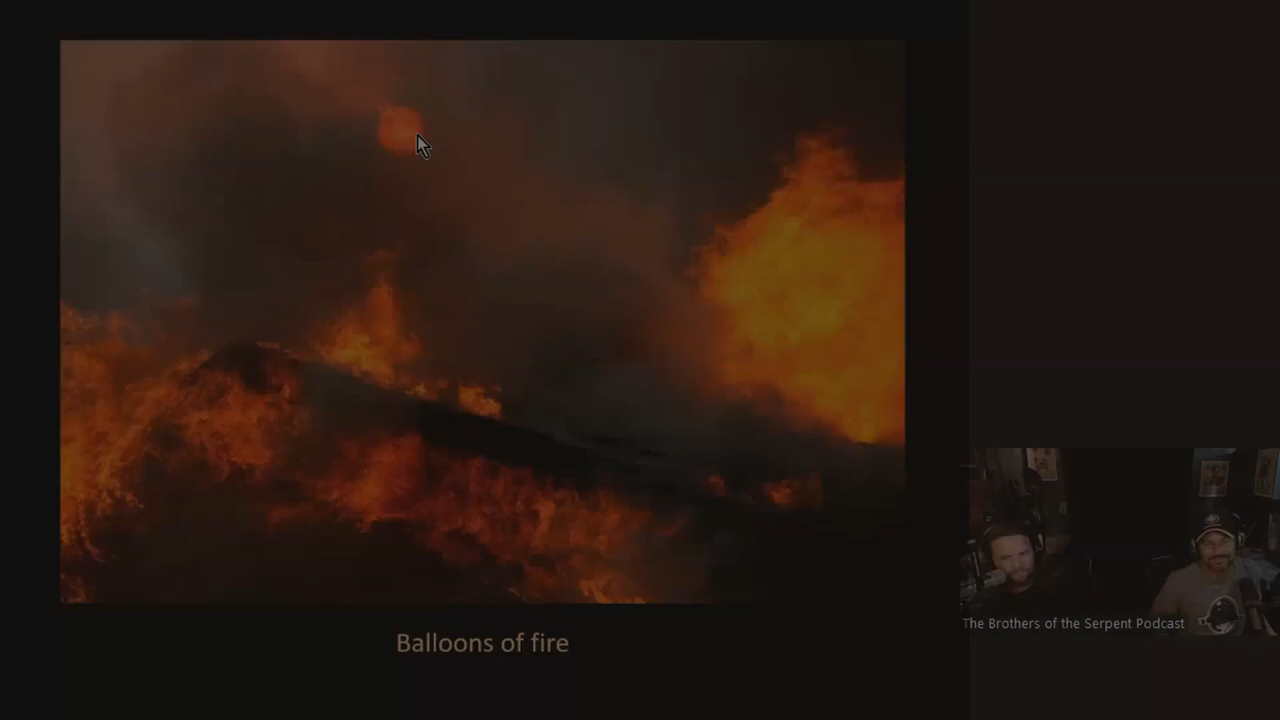 Balloons of fire
The Brothers of the Serpent Podcast